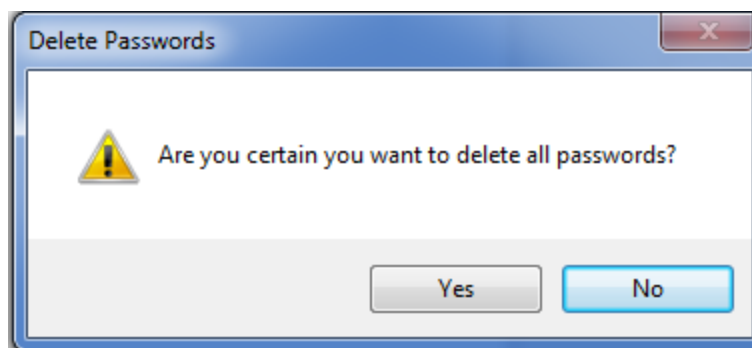 Delete Passwords
Are you certain you want to delete all passwords?
Yes No